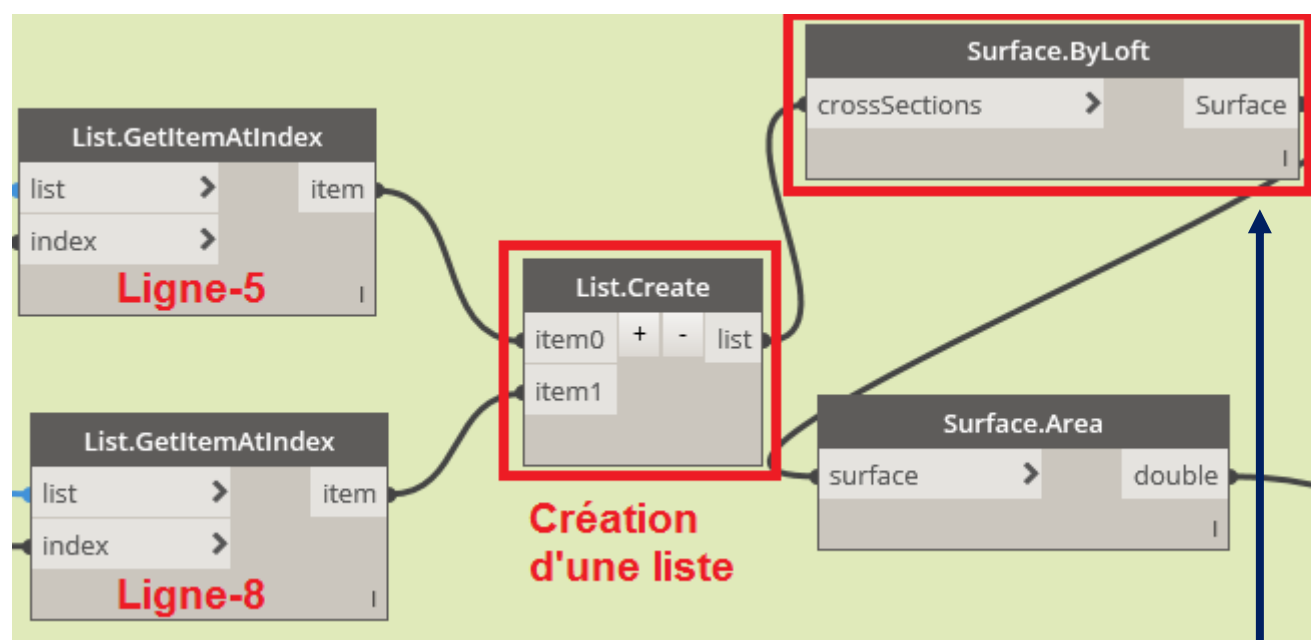 Surface.ByLoft
crossSections > Surface
l
List.GetItemAtIndex
list > item
index >
Ligne-5 l
List.Create
item0 + - list
item1
Création
d'une liste
List.GetItemAtIndex
list > item
index >
Ligne-8 l
Surface.Area
surface > double
l